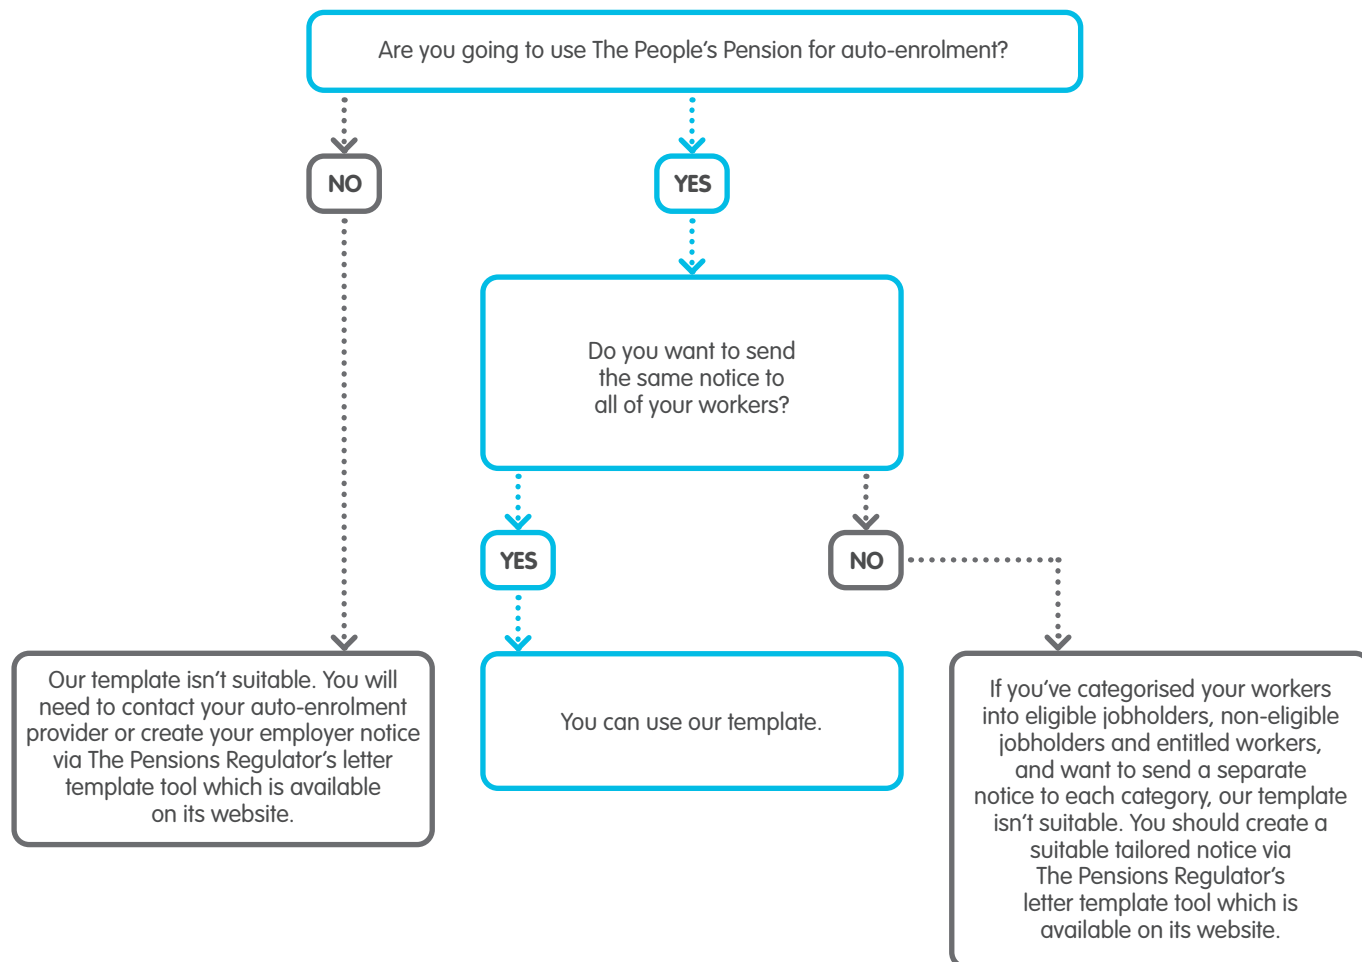 Are you going to use The People's Pension for auto-enrolment?
NO
YES
Do you want to send
the same notice to
all of your workers?
YES
NO
Our template isn't suitable. You will
need to contact your auto-enrolment
provider or create your employer notice
via The Pensions Regulator's letter
template tool which is available
on its website.
You can use our template.
If you've categorised your workers
into eligible jobholders, non-eligible
jobholders and entitled workers,
and want to send a separate
notice to each category, our template
isn't suitable. You should create a
suitable tailored notice via
The Pensions Regulator's
letter template tool which is
available on its website.